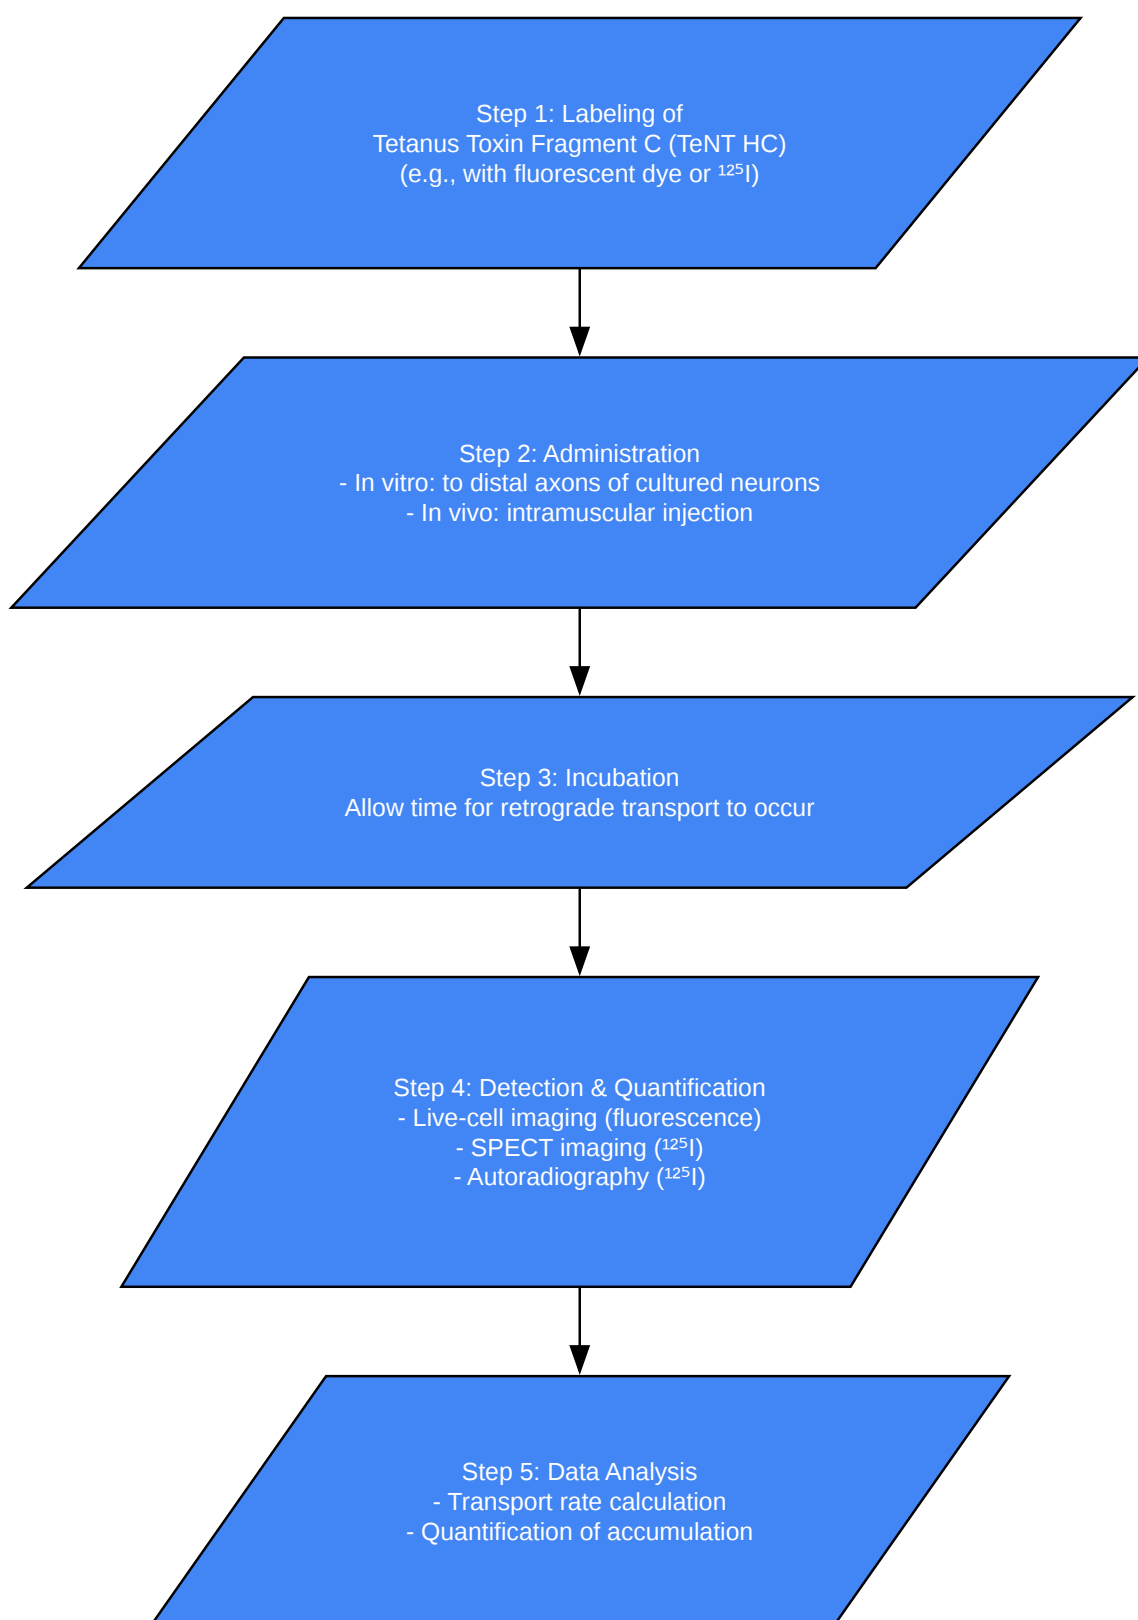 Step 1: Labeling of
Tetanus Toxin Fragment C (TeNT HC)
(e.g., with fluorescent dye or ¹²⁵I)
Step 2: Administration
- In vitro: to distal axons of cultured neurons
- In vivo: intramuscular injection
Step 3: Incubation
Allow time for retrograde transport to occur
Step 4: Detection & Quantification
- Live-cell imaging (fluorescence)
- SPECT imaging (¹²⁵I)
- Autoradiography (¹²⁵I)
Step 5: Data Analysis
- Transport rate calculation
- Quantification of accumulation